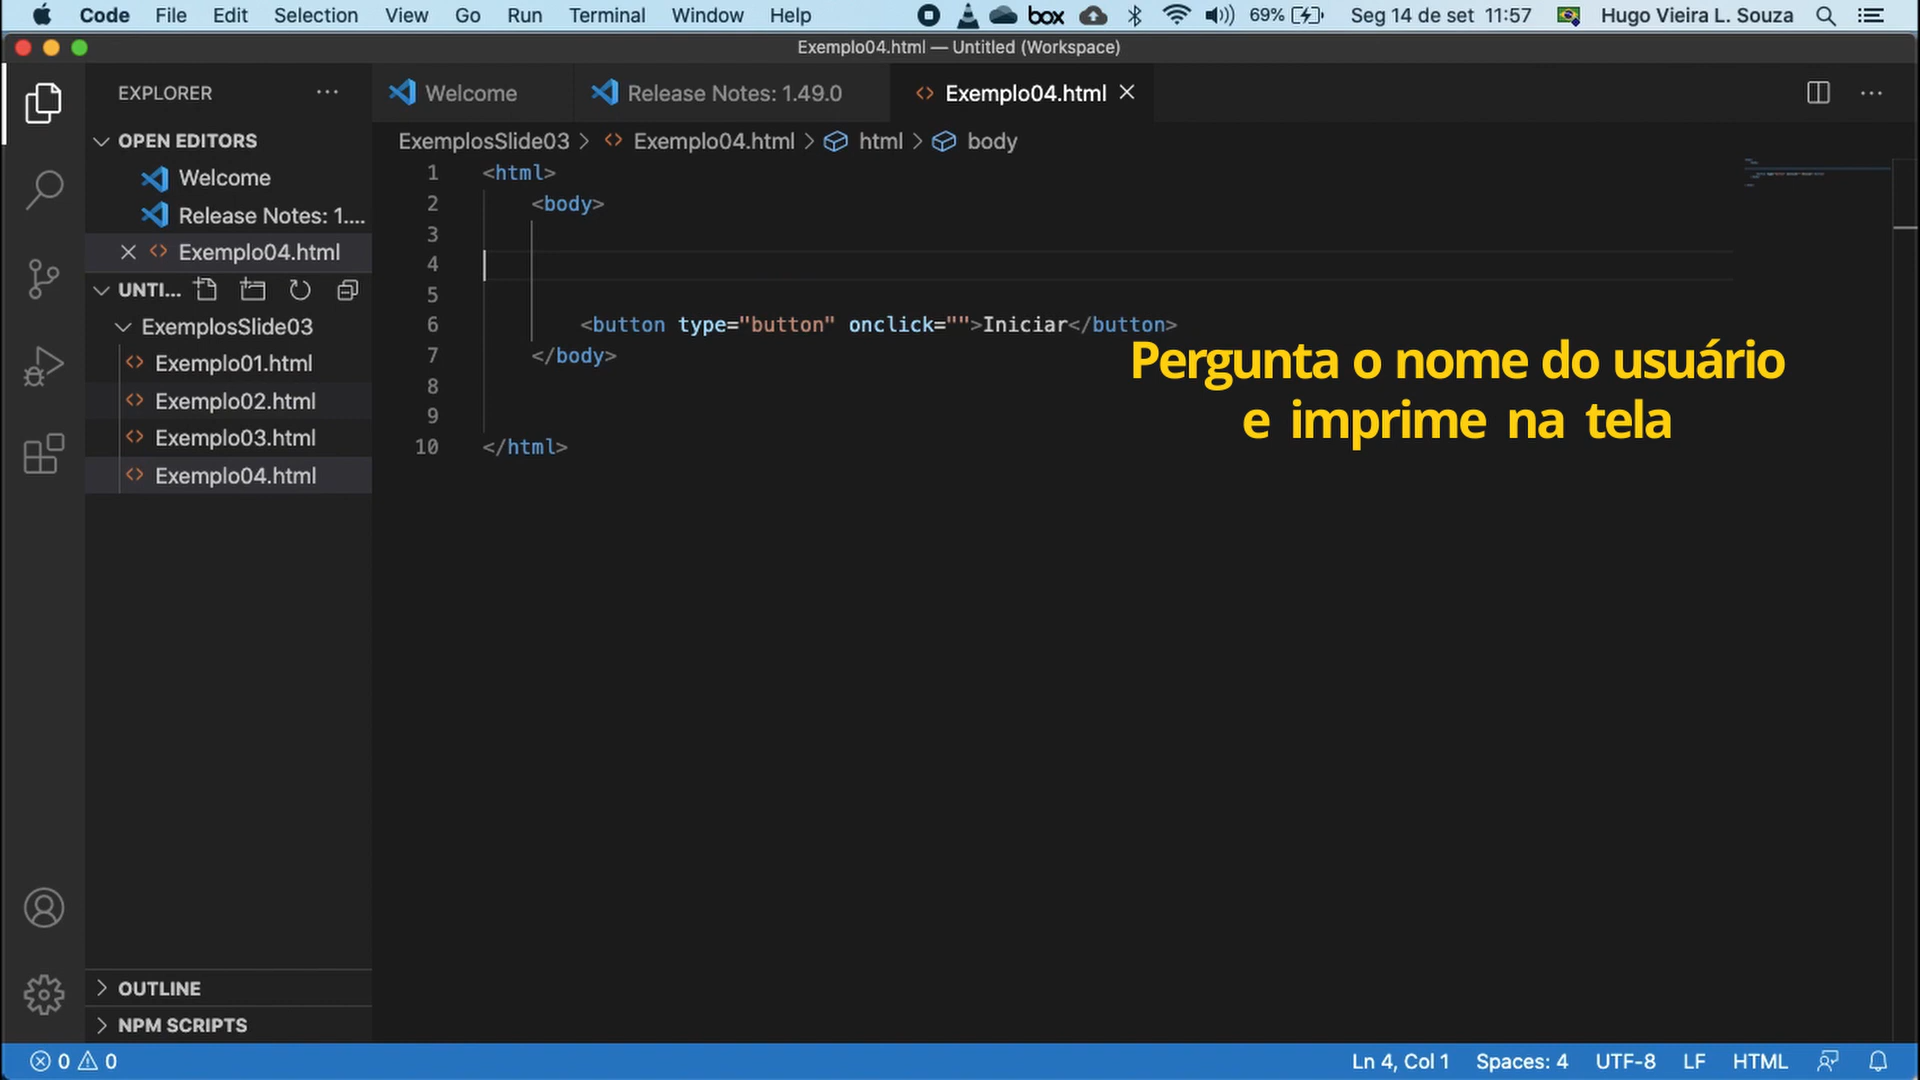 Code File Edit Selection View Go Run Terminal Window Help box 69% Seg 14 de set 11:57 Hugo Vieira L. Souza
Exemplo04.html — Untitled (Workspace)
EXPLORER
Welcome
Release Notes: 1.49.0
Exemplo04.html
OPEN EDITORS
Welcome
Release Notes: 1....
Exemplo04.html
UNTI...
ExemplosSlide03
Exemplo01.html
Exemplo02.html
Exemplo03.html
Exemplo04.html
OUTLINE
NPM SCRIPTS
ExemplosSlide03 > Exemplo04.html > html > body
1 <html>
2 <body>
3
4
5
6 <button type="button" onclick="">Iniciar</button>
7 </body>
8
9
10 </html>
Pergunta o nome do usuário
e imprime na tela
0 0 Ln 4, Col 1 Spaces: 4 UTF-8 LF HTML